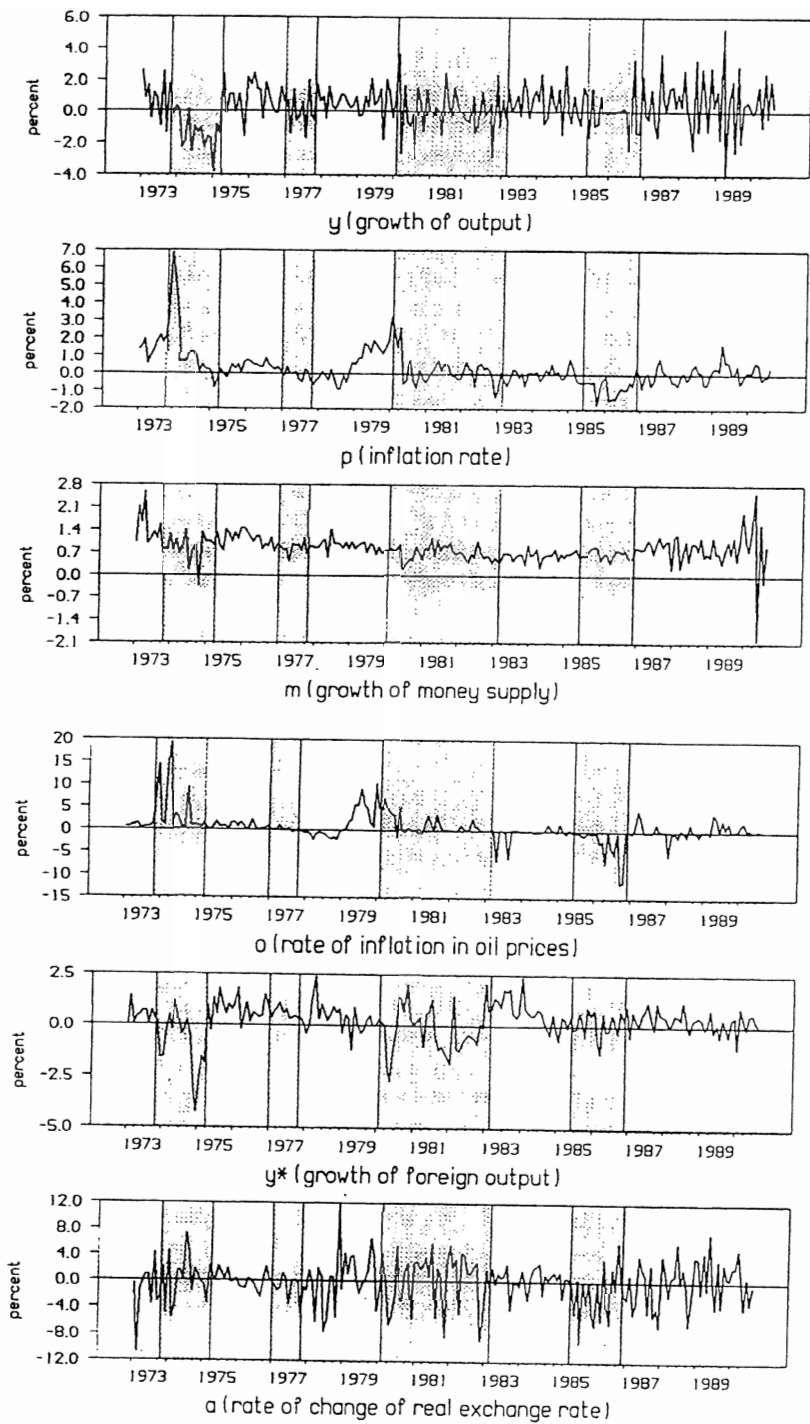 6.0
4.0
2.0
0.0
-2.0
-4.0
percent
1973 1975 1977 1979 1981 1983 1985 1987 1989
y (growth of output)
7.0
6.0
5.0
4.0
3.0
2.0
1.0
0.0
-1.0
-2.0
percent
1973 1975 1977 1979 1981 1983 1985 1987 1989
p (inflation rate)
2.8
2.1
1.4
0.7
0.0
-0.7
-1.4
-2.1
percent
1973 1975 1977 1979 1981 1983 1985 1987 1989
m (growth of money supply)
20
15
10
5
0
-5
-10
-15
percent
1973 1975 1977 1979 1981 1983 1985 1987 1989
o (rate of inflation in oil prices)
2.5
0.0
-2.5
-5.0
percent
1973 1975 1977 1979 1981 1983 1985 1987 1989
y* (growth of foreign output)
12.0
8.0
4.0
0.0
-4.0
-8.0
-12.0
percent
1973 1975 1977 1979 1981 1983 1985 1987 1989
a (rate of change of real exchange rate)